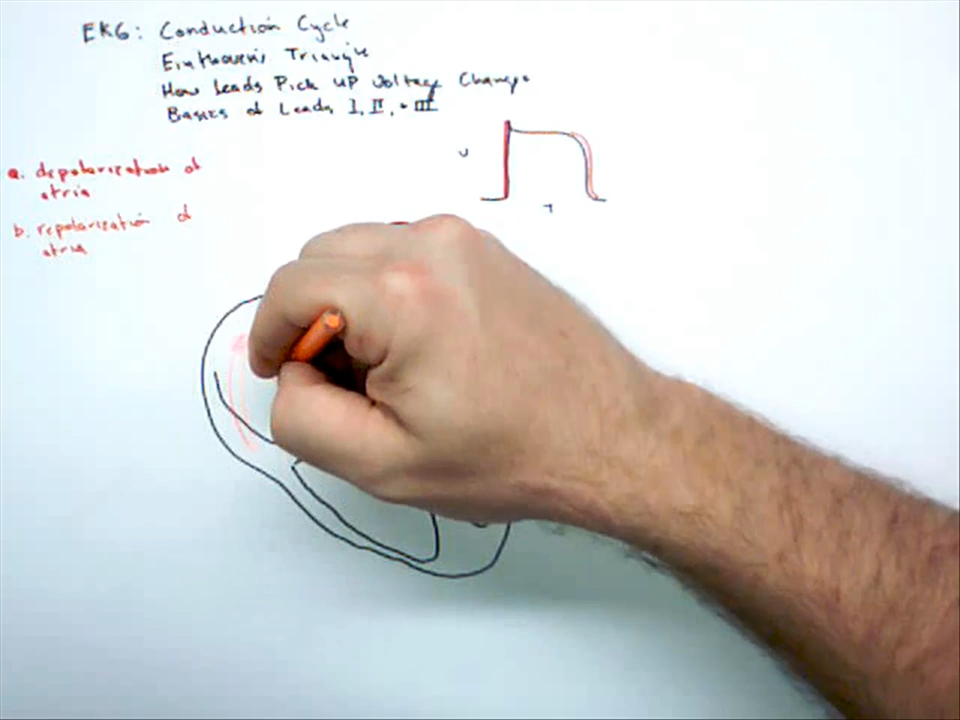 EKG: Conduction Cycle
Einthoven's Triangle
How Leads Pick up Voltage Change
Basics of Leads I, II, + III
v
T
a. depolarization of
atria
b. repolarization of
atria